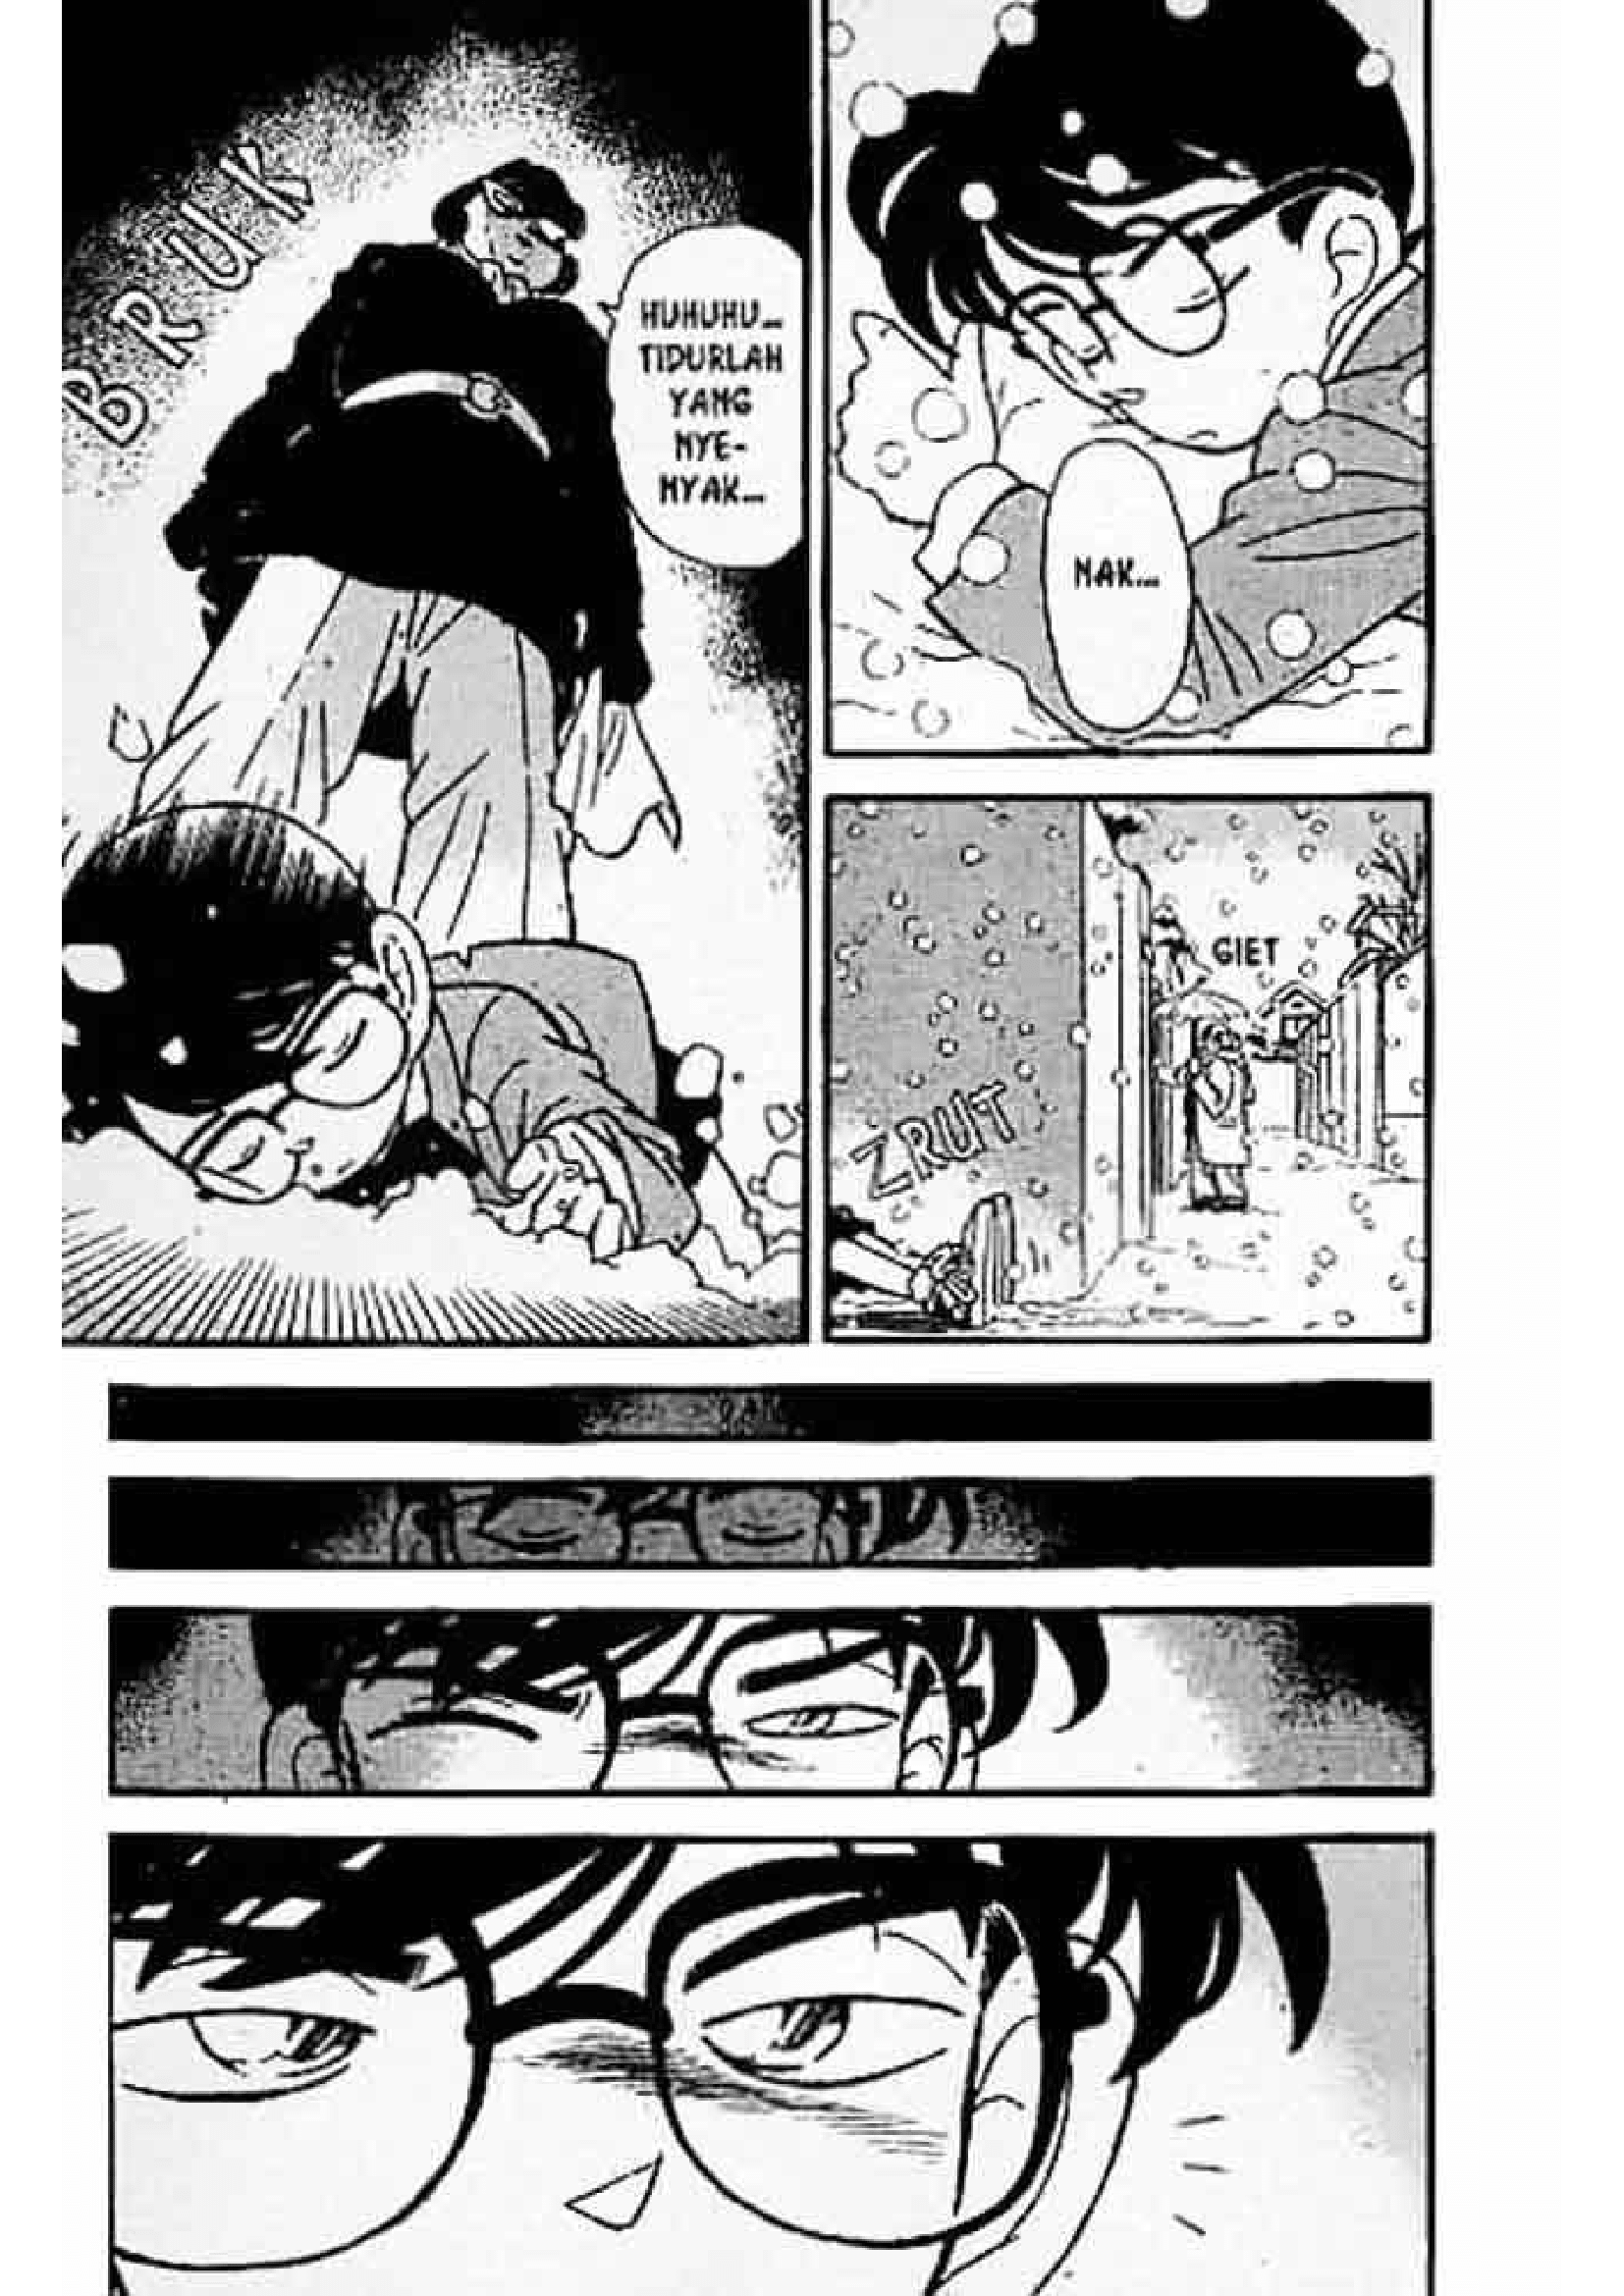 BRUK
HUHUHU...
TIDURLAH
YANG
NYE-
NYAK...
NAK...
GIET
ZRUT